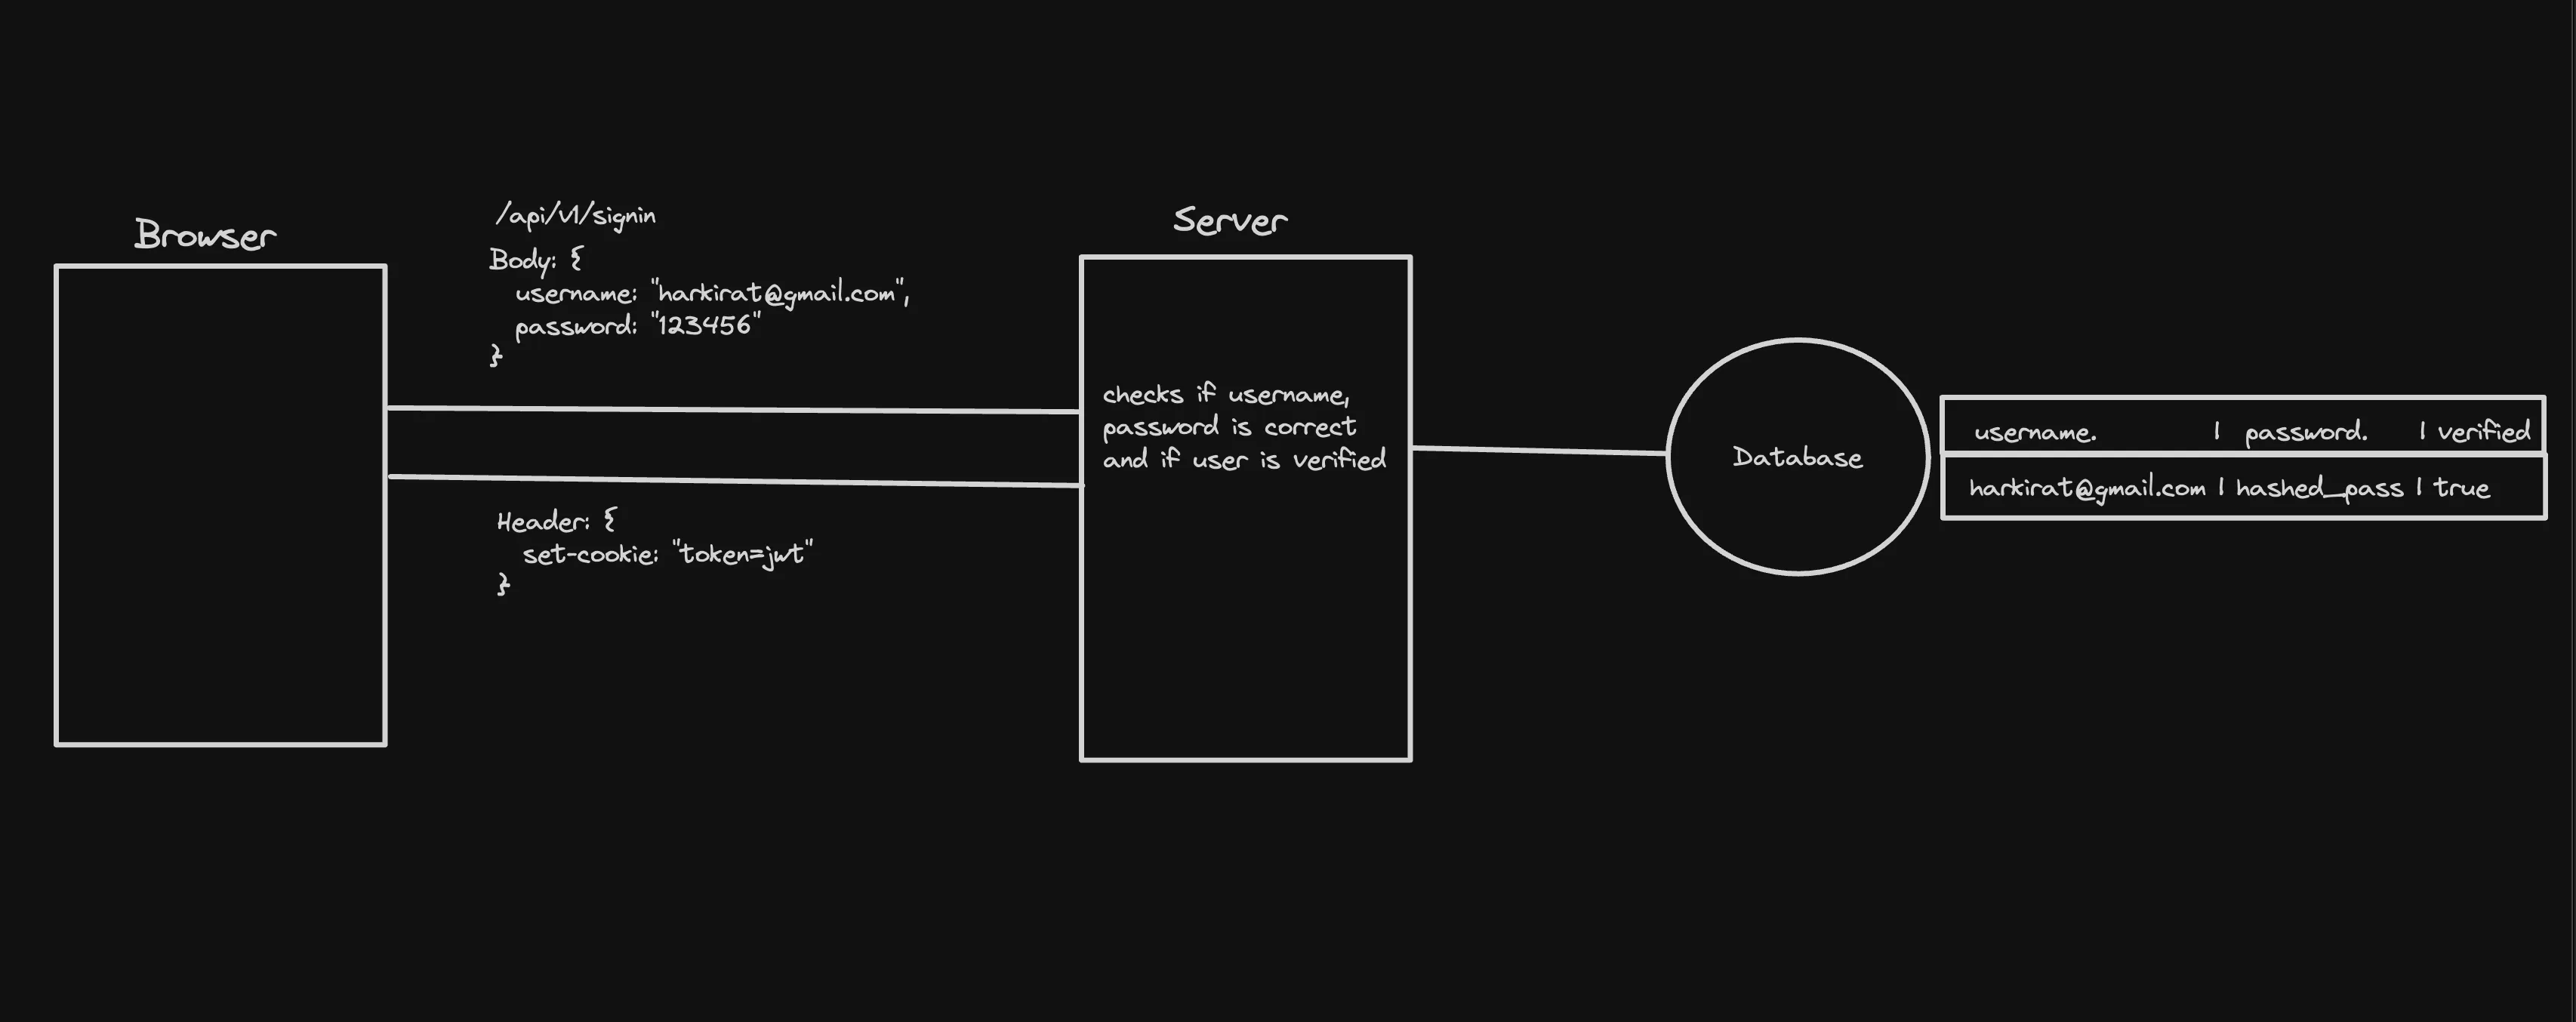 Browser
/api/v1/signin
Body: {
username: "harkirat@gmail.com",
password: "123456"
}
Header: {
set-cookie: "token=jwt"
}
Server
checks if username,
password is correct
and if user is verified
Database
username. | password. | verified
harkirat@gmail.com | hashed_pass | true